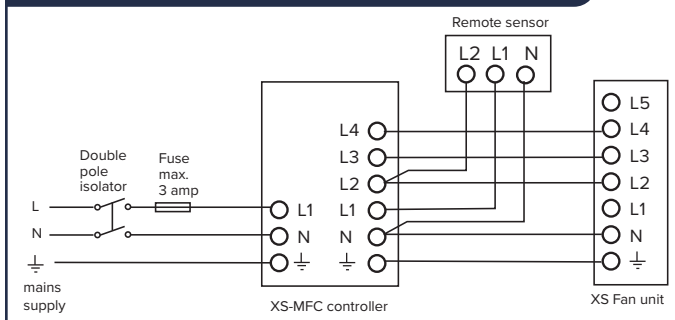 Remote sensor
L2 L1 N
L5
L4
L3
L2
L1
N
XS Fan unit
L4
L3
L2
L1
N
L1
N
XS-MFC controller
Double
pole
isolator
Fuse
max.
3 amp
L
N
mains
supply